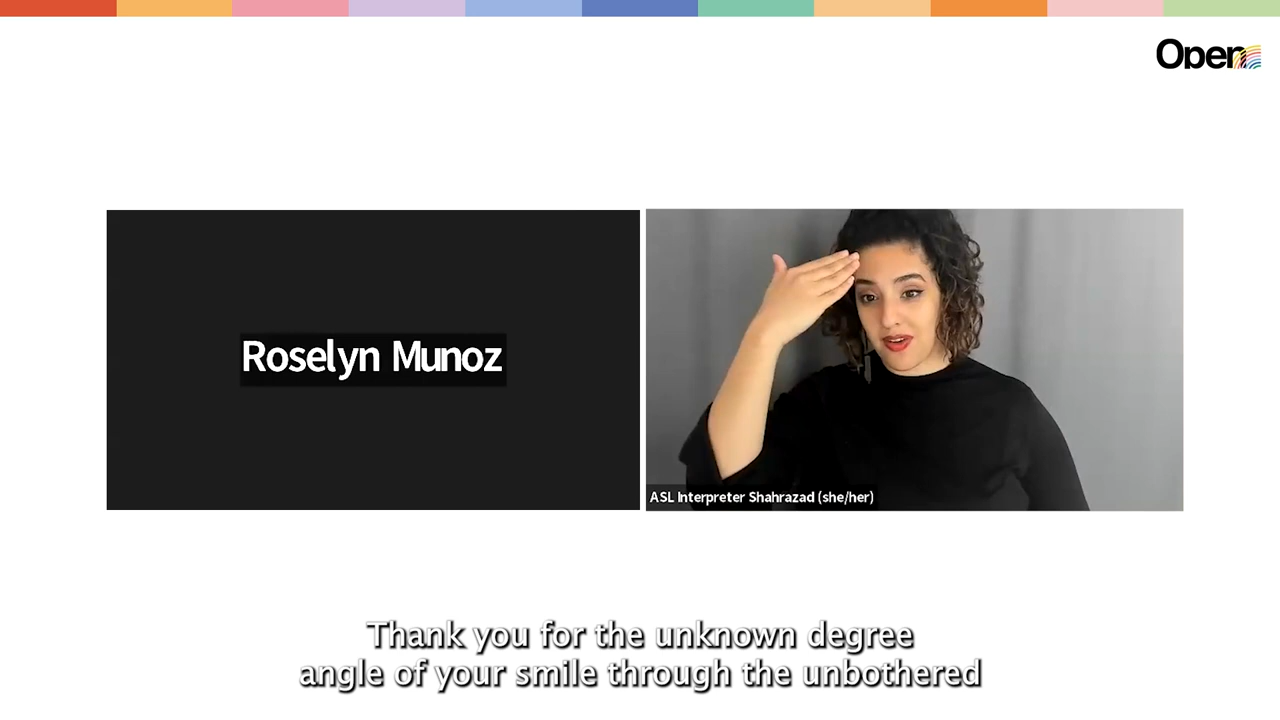 Open
Roselyn Munoz
ASL Interpreter Shahrazad (she/her)
Thank you for the unknown degree
angle of your smile through the unbothered